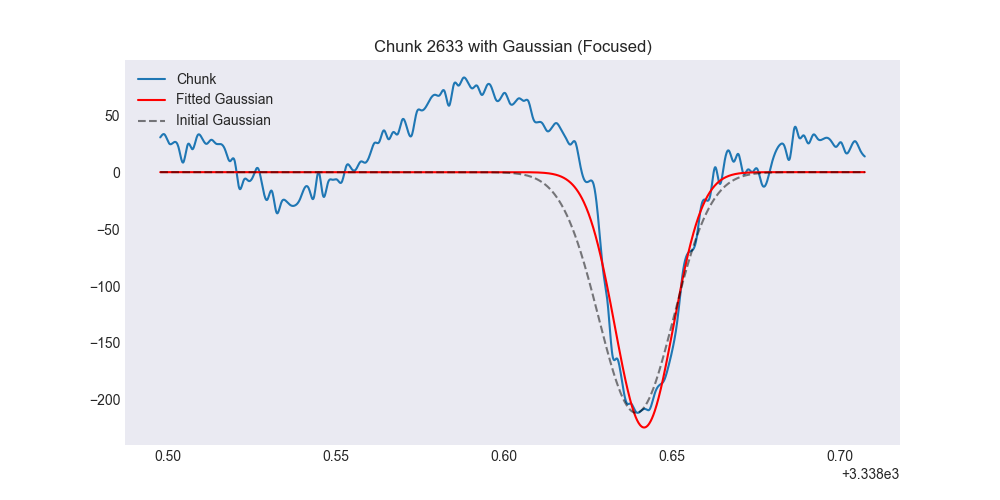 Chunk 2633 with Gaussian (Focused)
Chunk
Fitted Gaussian
Initial Gaussian
50
0
−50
−100
−150
−200
0.50 0.55 0.60 0.65 0.70
+3.338e3